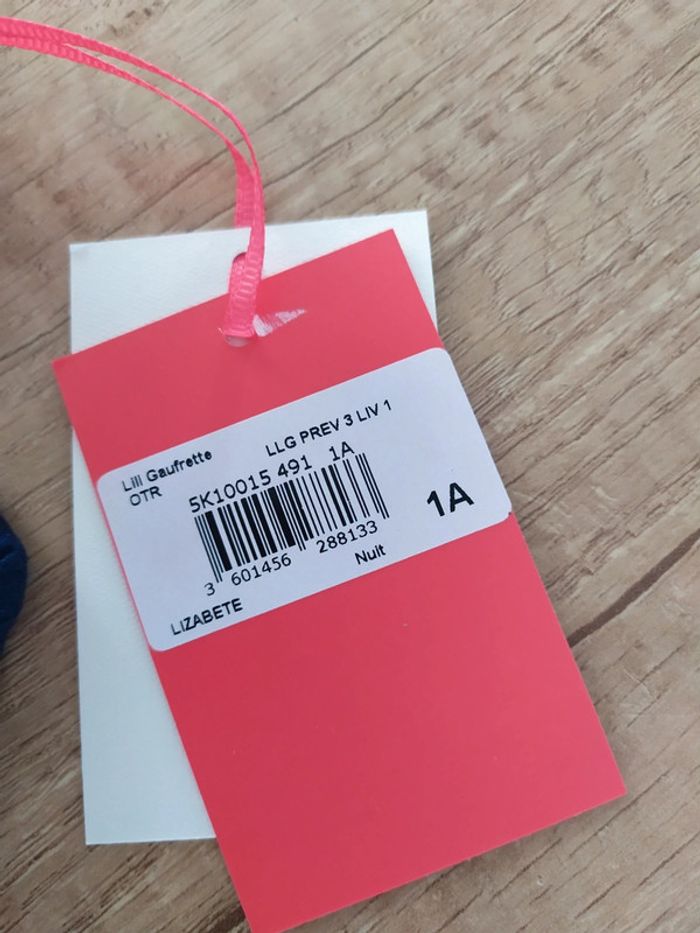 Lili Gaufrette
LLG PREV 3 LIV 1
OTR
5K10015 491 1A
1A
3 601456 288133
Nuit
LIZABETE